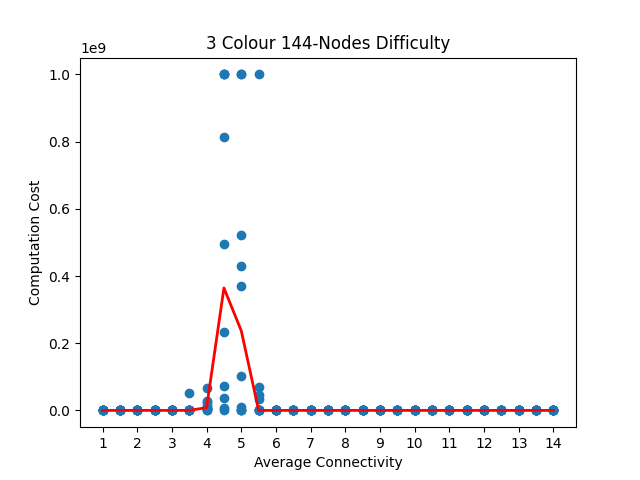 3 Colour 144-Nodes Difficulty
1e9
1.0
0.8
0.6
0.4
0.2
0.0
Computation Cost
1 2 3 4 5 6 7 8 9 10 11 12 13 14
Average Connectivity